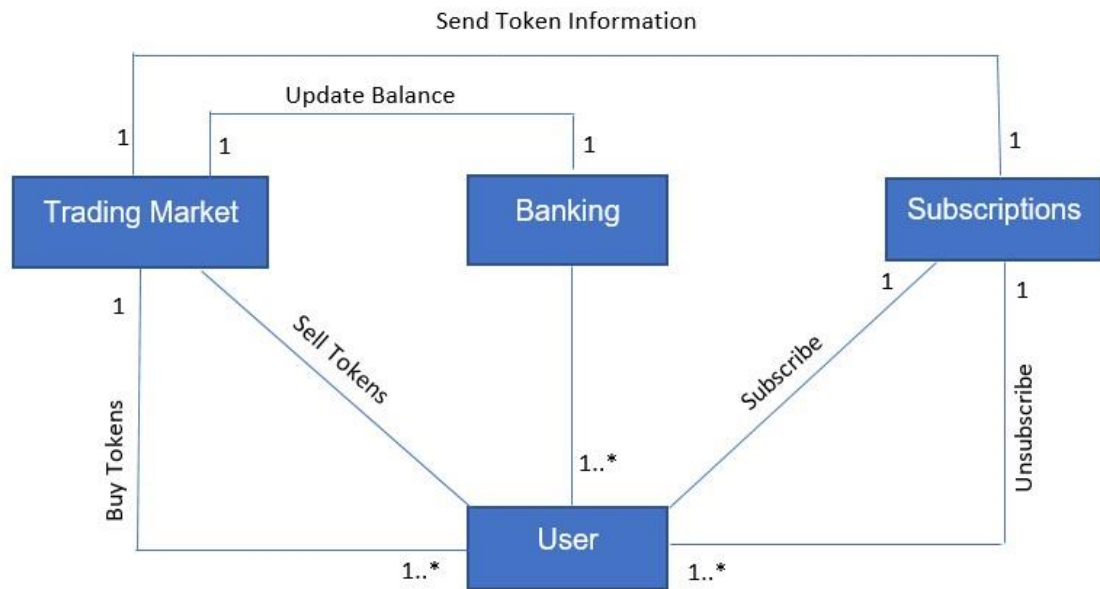 Send Token Information
Update Balance
1
1
1
1
Trading Market
Banking
Subscriptions
1
1
1
Sell Tokens
Subscribe
Buy Tokens
Unsubscribe
1..*
User
1..*
1..*